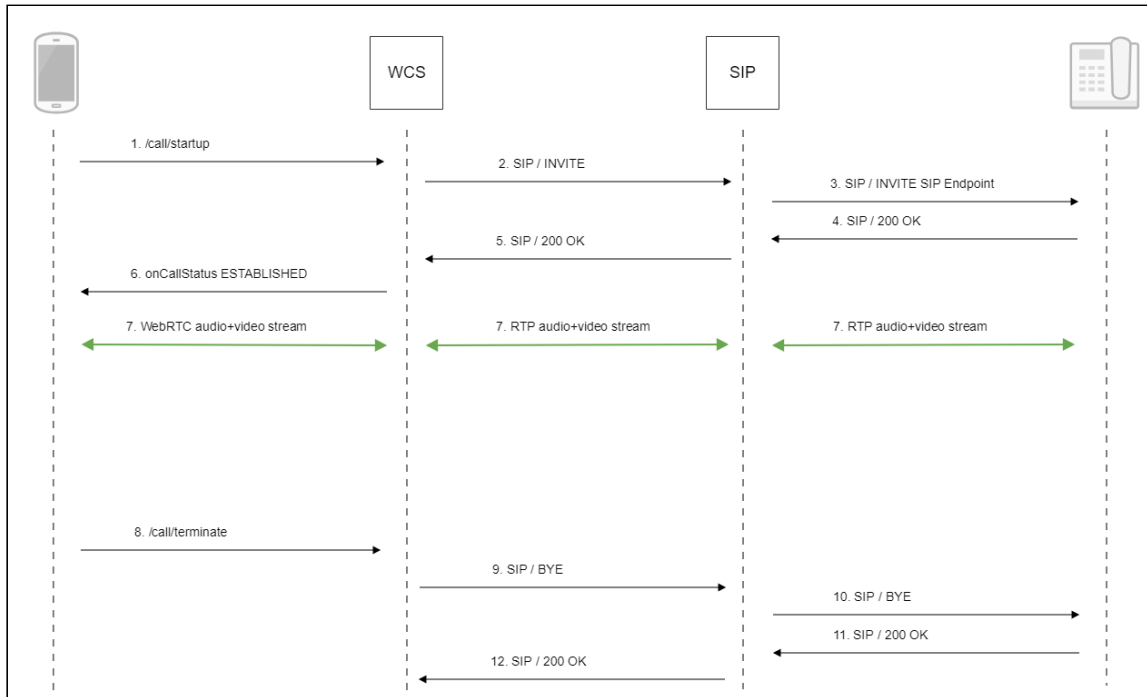 WCS
SIP
1. /call/startup
2. SIP / INVITE
3. SIP / INVITE SIP Endpoint
4. SIP / 200 OK
5. SIP / 200 OK
6. onCallStatus ESTABLISHED
7. WebRTC audio+video stream
7. RTP audio+video stream
7. RTP audio+video stream
8. /call/terminate
9. SIP / BYE
10. SIP / BYE
11. SIP / 200 OK
12. SIP / 200 OK